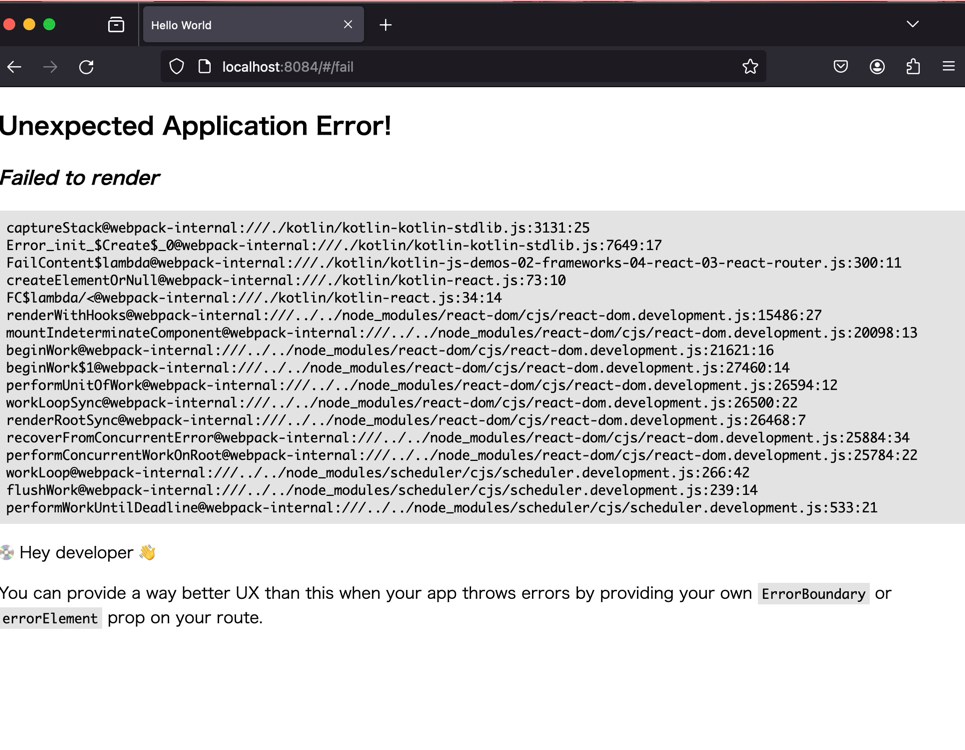 Hello World
localhost:8084/#/fail
Unexpected Application Error!
Failed to render
captureStack@webpack-internal:///./kotlin/kotlin-kotlin-stdlib.js:3131:25
Error_init_$Create$_0@webpack-internal:///./kotlin/kotlin-kotlin-stdlib.js:7649:17
FailContent$lambda@webpack-internal:///./kotlin/kotlin-js-demos-02-frameworks-04-react-03-react-router.js:300:11
createElementOrNull@webpack-internal:///./kotlin/kotlin-react.js:73:10
FC$lambda/<@webpack-internal:///./kotlin/kotlin-react.js:34:14
renderWithHooks@webpack-internal:///../../node_modules/react-dom/cjs/react-dom.development.js:15486:27
mountIndeterminateComponent@webpack-internal:///../../node_modules/react-dom/cjs/react-dom.development.js:20098:13
beginWork@webpack-internal:///../../node_modules/react-dom/cjs/react-dom.development.js:21621:16
beginWork$1@webpack-internal:///../../node_modules/react-dom/cjs/react-dom.development.js:27460:14
performUnitOfWork@webpack-internal:///../../node_modules/react-dom/cjs/react-dom.development.js:26594:12
workLoopSync@webpack-internal:///../../node_modules/react-dom/cjs/react-dom.development.js:26500:22
renderRootSync@webpack-internal:///../../node_modules/react-dom/cjs/react-dom.development.js:26468:7
recoverFromConcurrentError@webpack-internal:///../../node_modules/react-dom/cjs/react-dom.development.js:25884:34
performConcurrentWorkOnRoot@webpack-internal:///../../node_modules/react-dom/cjs/react-dom.development.js:25784:22
workLoop@webpack-internal:///../../node_modules/scheduler/cjs/scheduler.development.js:266:42
flushWork@webpack-internal:///../../node_modules/scheduler/cjs/scheduler.development.js:239:14
performWorkUntilDeadline@webpack-internal:///../../node_modules/scheduler/cjs/scheduler.development.js:533:21
💿 Hey developer 👋
You can provide a way better UX than this when your app throws errors by providing your own ErrorBoundary or
errorElement prop on your route.